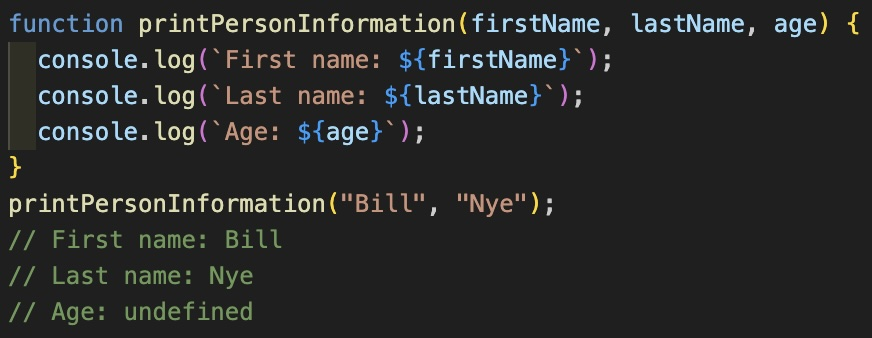 function printPersonInformation(firstName, lastName, age) {
  console.log(`First name: ${firstName}`);
  console.log(`Last name: ${lastName}`);
  console.log(`Age: ${age}`);
}
printPersonInformation("Bill", "Nye");
// First name: Bill
// Last name: Nye
// Age: undefined